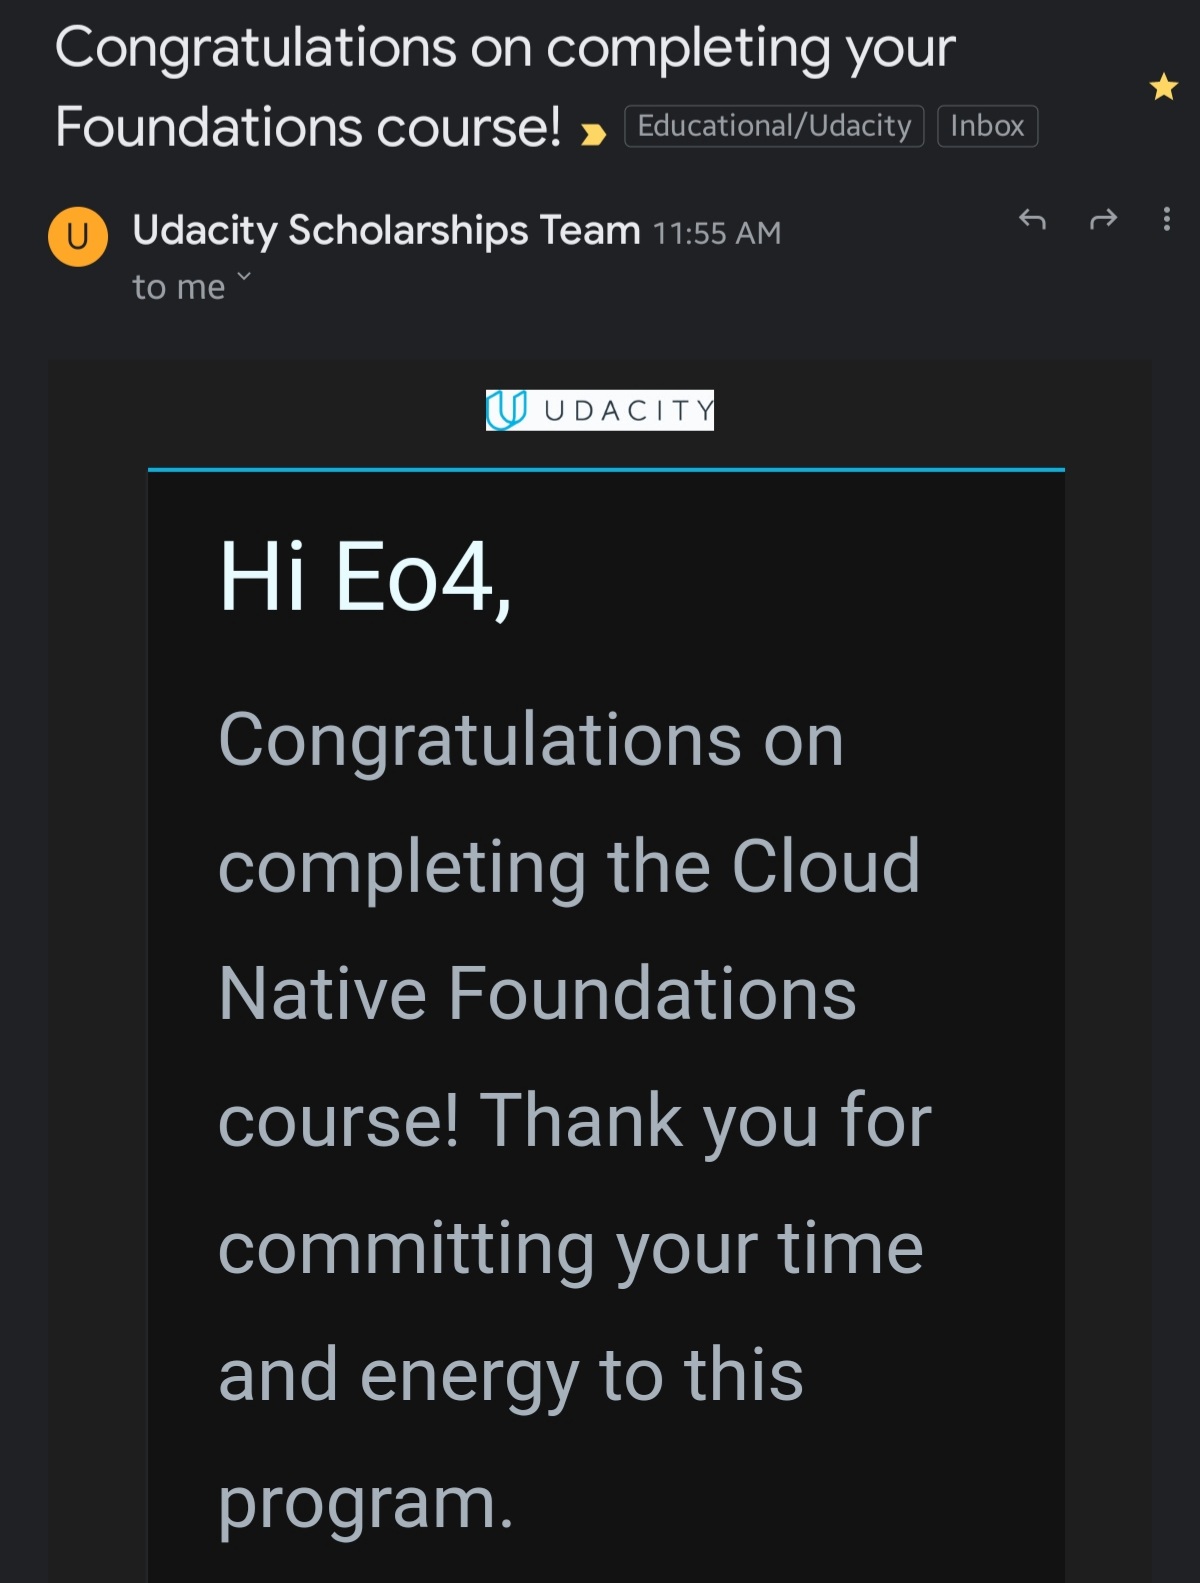 Congratulations on completing your
Foundations course! Educational/Udacity Inbox
U Udacity Scholarships Team 11:55 AM
to me
UDACITY
Hi Eo4,
Congratulations on
completing the Cloud
Native Foundations
course! Thank you for
committing your time
and energy to this
program.